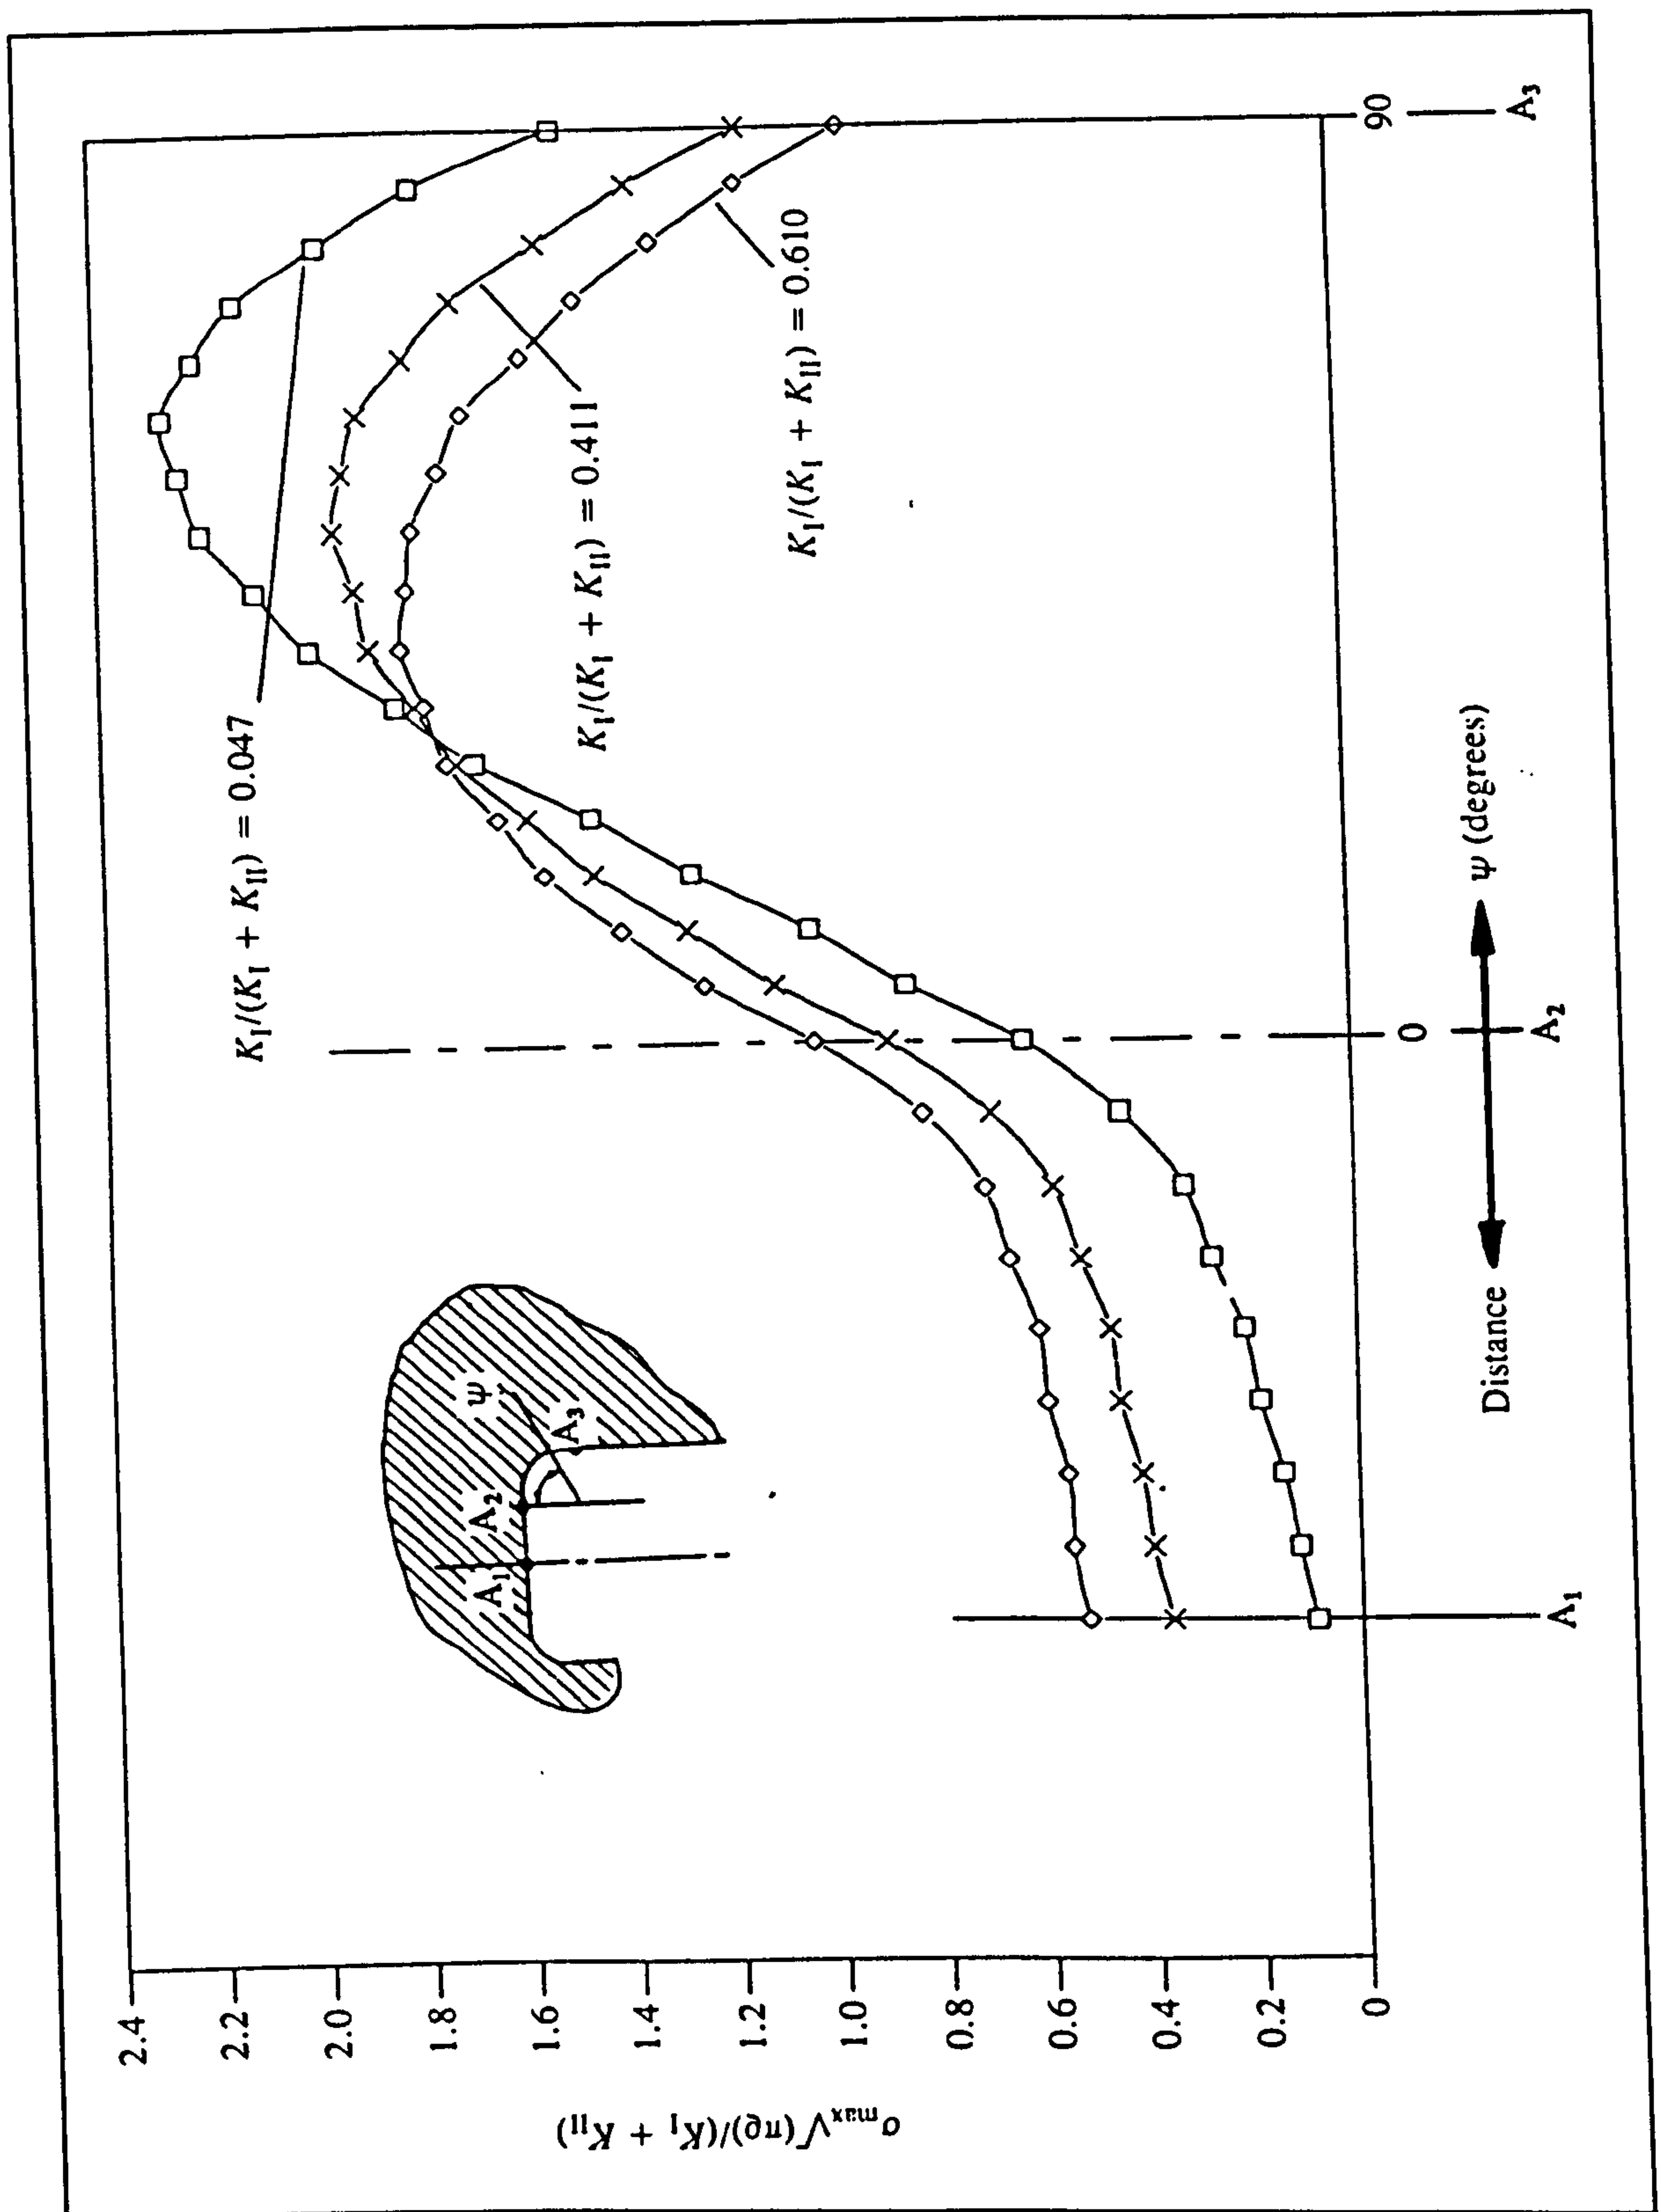 2.4
2.2
2.0
1.8
1.6
1.4
1.2
1.0
0.8
0.6
0.4
0.2
0
σmax√(πϱ)/(KI + KII)
KI/(KI + KII) = 0.047
KI/(KI + KII) = 0.411
KI/(KI + KII) = 0.610
A1
A2
A3
ψ
0
90
A1
A2
A3
Distance
ψ (degrees)